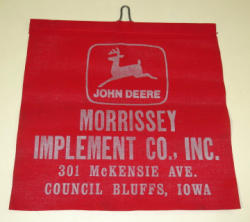 JOHN DEERE
MORRISSEY
IMPLEMENT CO., INC.
301 McKENSIE AVE.
COUNCIL BLUFFS, IOWA